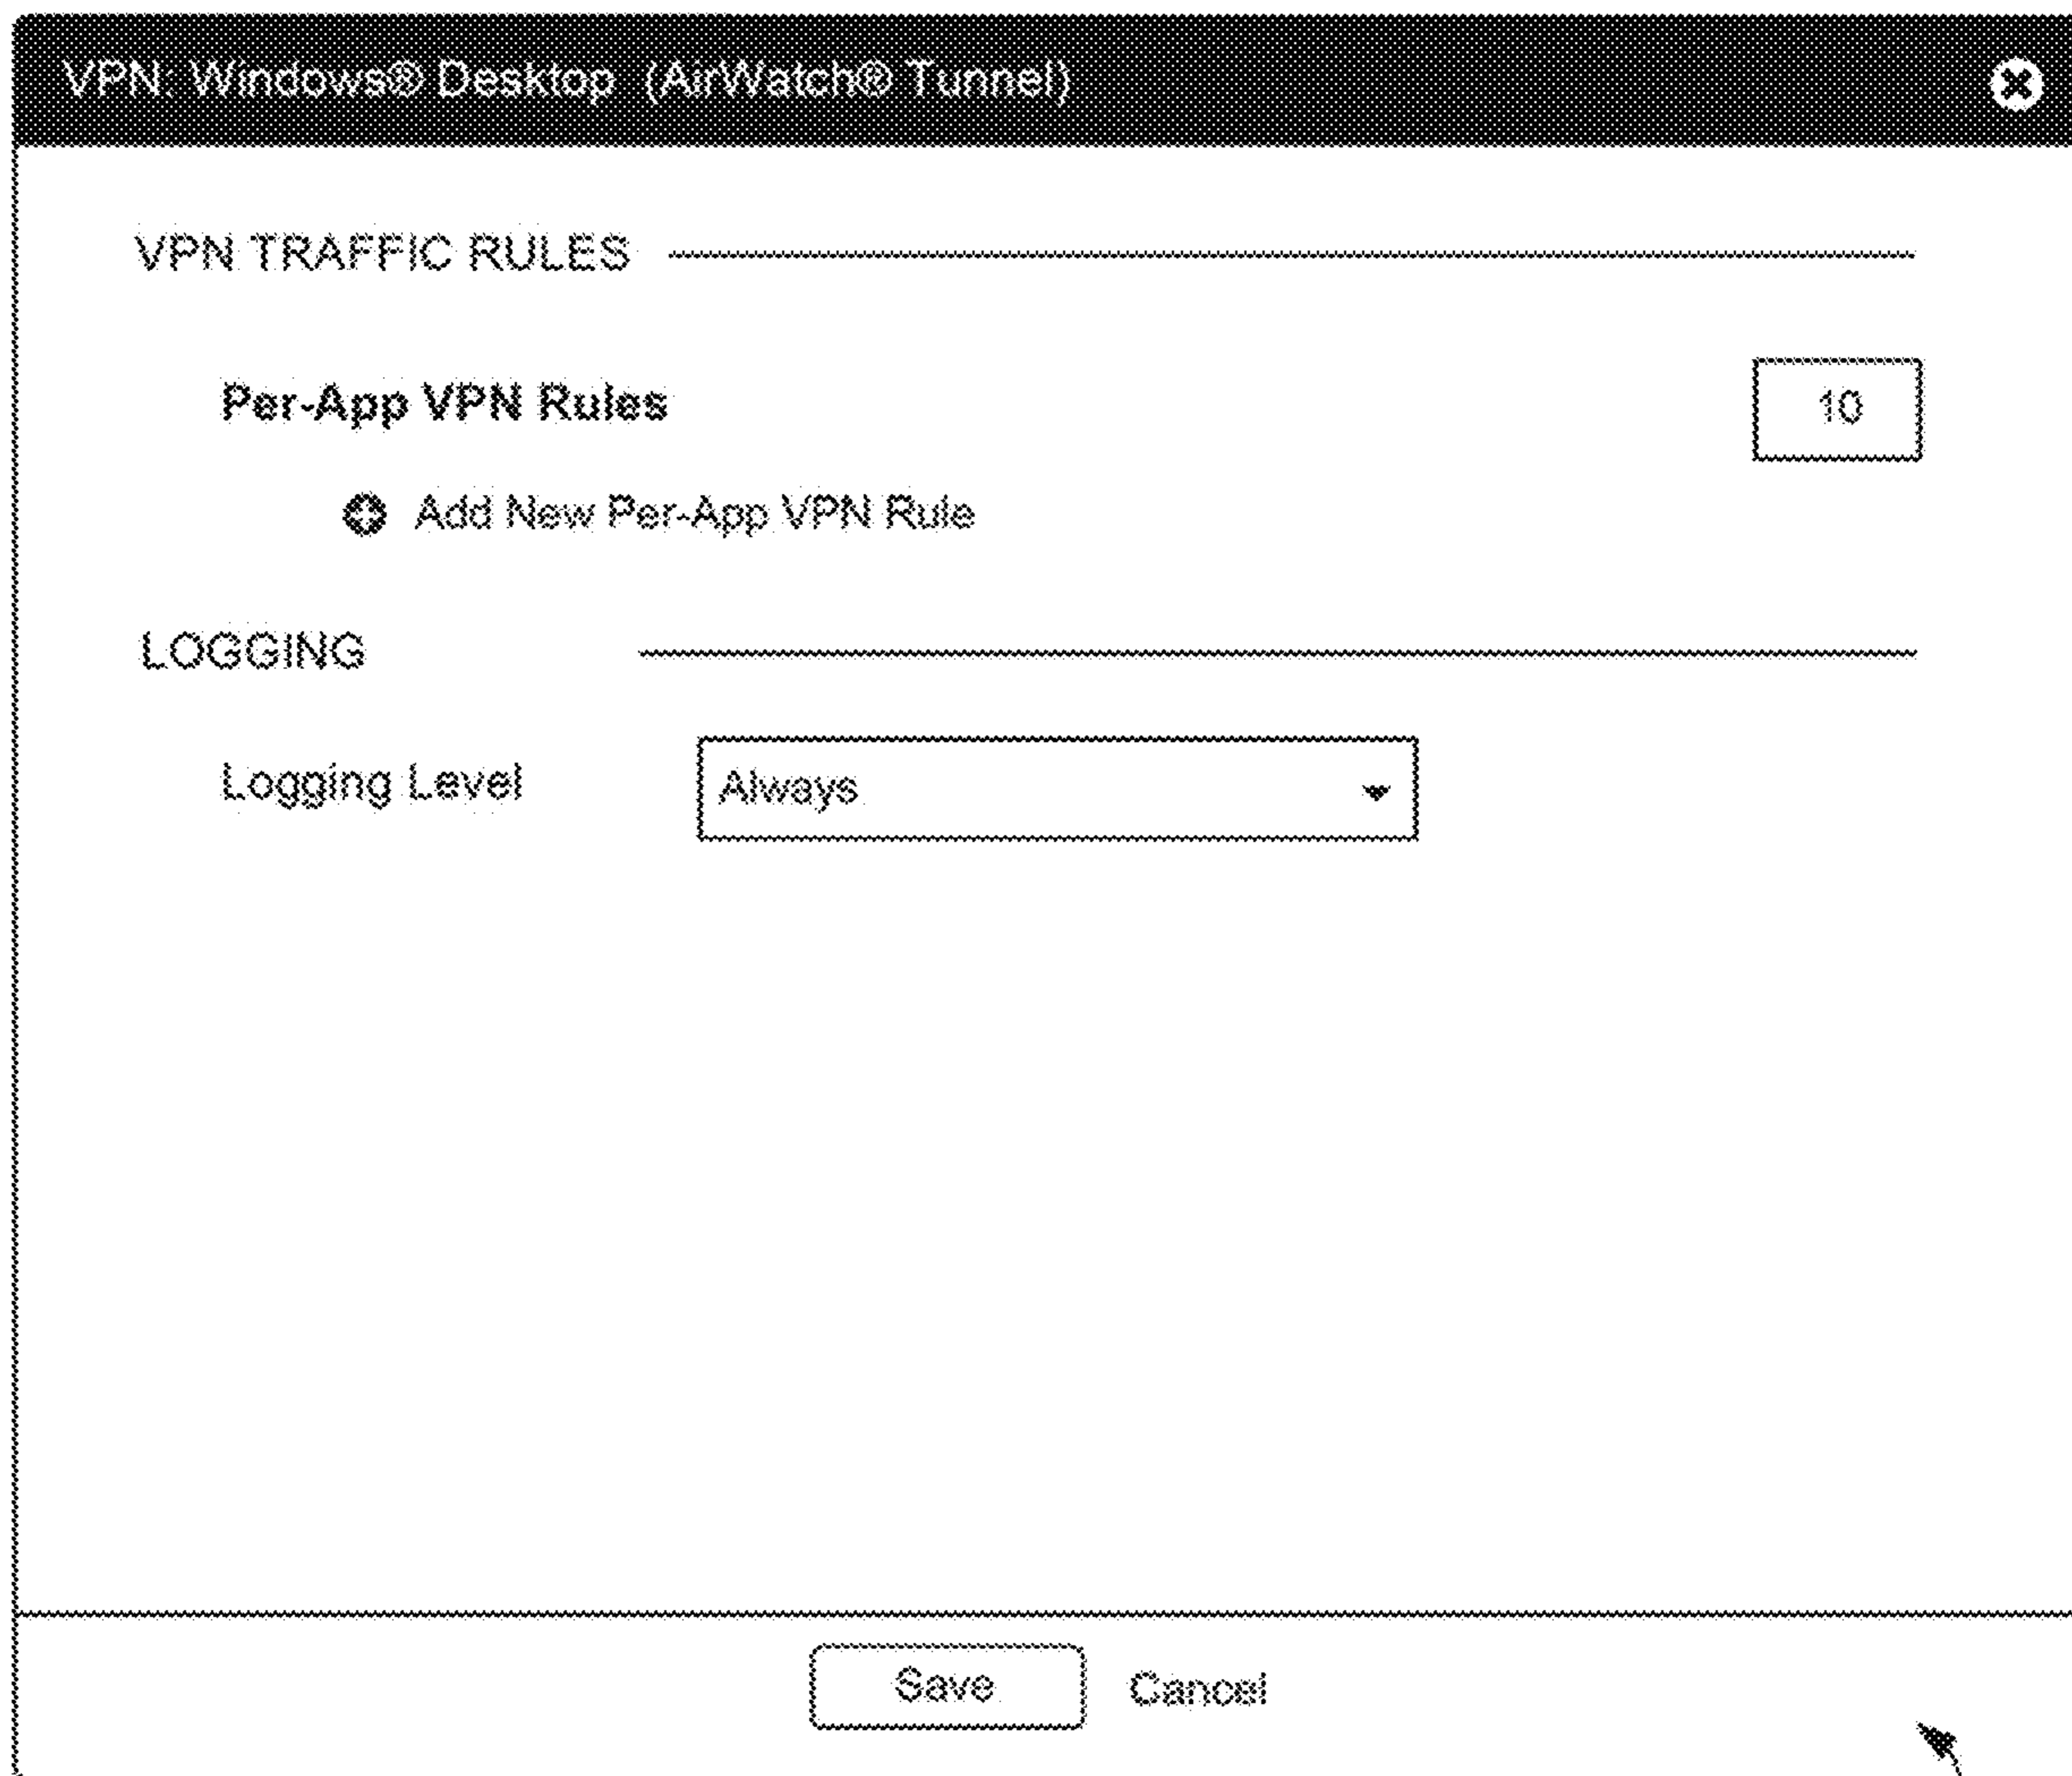 VPN: Windows® Desktop (AirWatch® Tunnel)
VPN TRAFFIC RULES
Per-App VPN Rules 10
Add New Per-App VPN Rule
LOGGING
Logging Level Always
Save Cancel